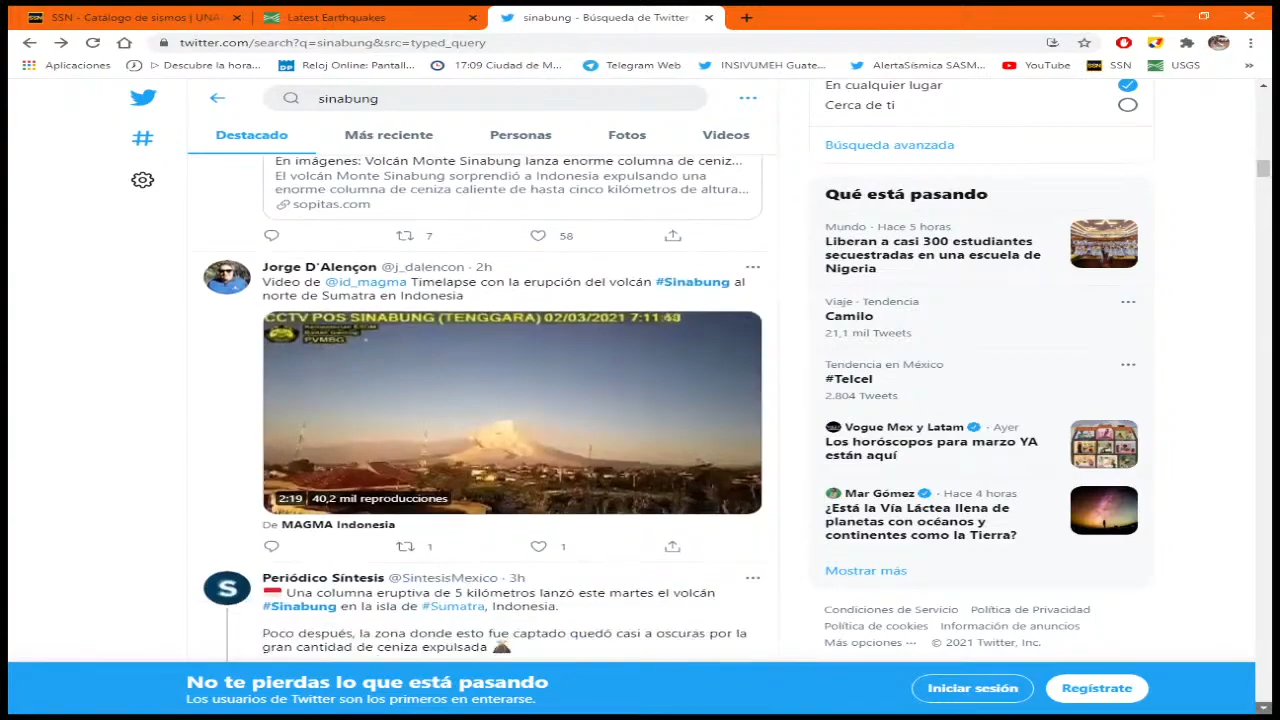 SSN - Catálogo de sismos | UNA
Latest Earthquakes
sinabung - Búsqueda de Twitter
twitter.com/search?q=sinabung&src=typed_query
Aplicaciones
▷ Descubre la hora...
Reloj Online: Pantall...
17:09 Ciudad de M...
Telegram Web
INSIVUMEH Guate...
AlertaSísmica SASM...
YouTube
SSN
USGS
»
sinabung
Destacado
Más reciente
Personas
Fotos
Videos
En imágenes: Volcán Monte Sinabung lanza enorme columna de ceniz...
El volcán Monte Sinabung sorprendió a Indonesia expulsando una
enorme columna de ceniza caliente de hasta cinco kilómetros de altura...
sopitas.com
7
58
Jorge D'Alençon @j_dalencon · 2h
Video de @id_magma Timelapse con la erupción del volcán #Sinabung al
norte de Sumatra en Indonesia
CCTV POS SINABUNG (TENGGARA) 02/03/2021 7:11:43
PVMBG
2:19 40,2 mil reproducciones
De MAGMA Indonesia
1
1
Periódico Síntesis @SintesisMexico · 3h
Una columna eruptiva de 5 kilómetros lanzó este martes el volcán
#Sinabung en la isla de #Sumatra, Indonesia.
Poco después, la zona donde esto fue captado quedó casi a oscuras por la
gran cantidad de ceniza expulsada
En cualquier lugar
Cerca de ti
Búsqueda avanzada
Qué está pasando
Mundo · Hace 5 horas
Liberan a casi 300 estudiantes
secuestradas en una escuela de
Nigeria
Viaje · Tendencia
Camilo
21,1 mil Tweets
Tendencia en México
#Telcel
2.804 Tweets
Vogue Mex y Latam · Ayer
Los horóscopos para marzo YA
están aquí
Mar Gómez · Hace 4 horas
¿Está la Vía Láctea llena de
planetas con océanos y
continentes como la Tierra?
Mostrar más
Condiciones de Servicio Política de Privacidad
Política de cookies Información de anuncios
Más opciones ··· © 2021 Twitter, Inc.
No te pierdas lo que está pasando
Los usuarios de Twitter son los primeros en enterarse.
Iniciar sesión
Regístrate